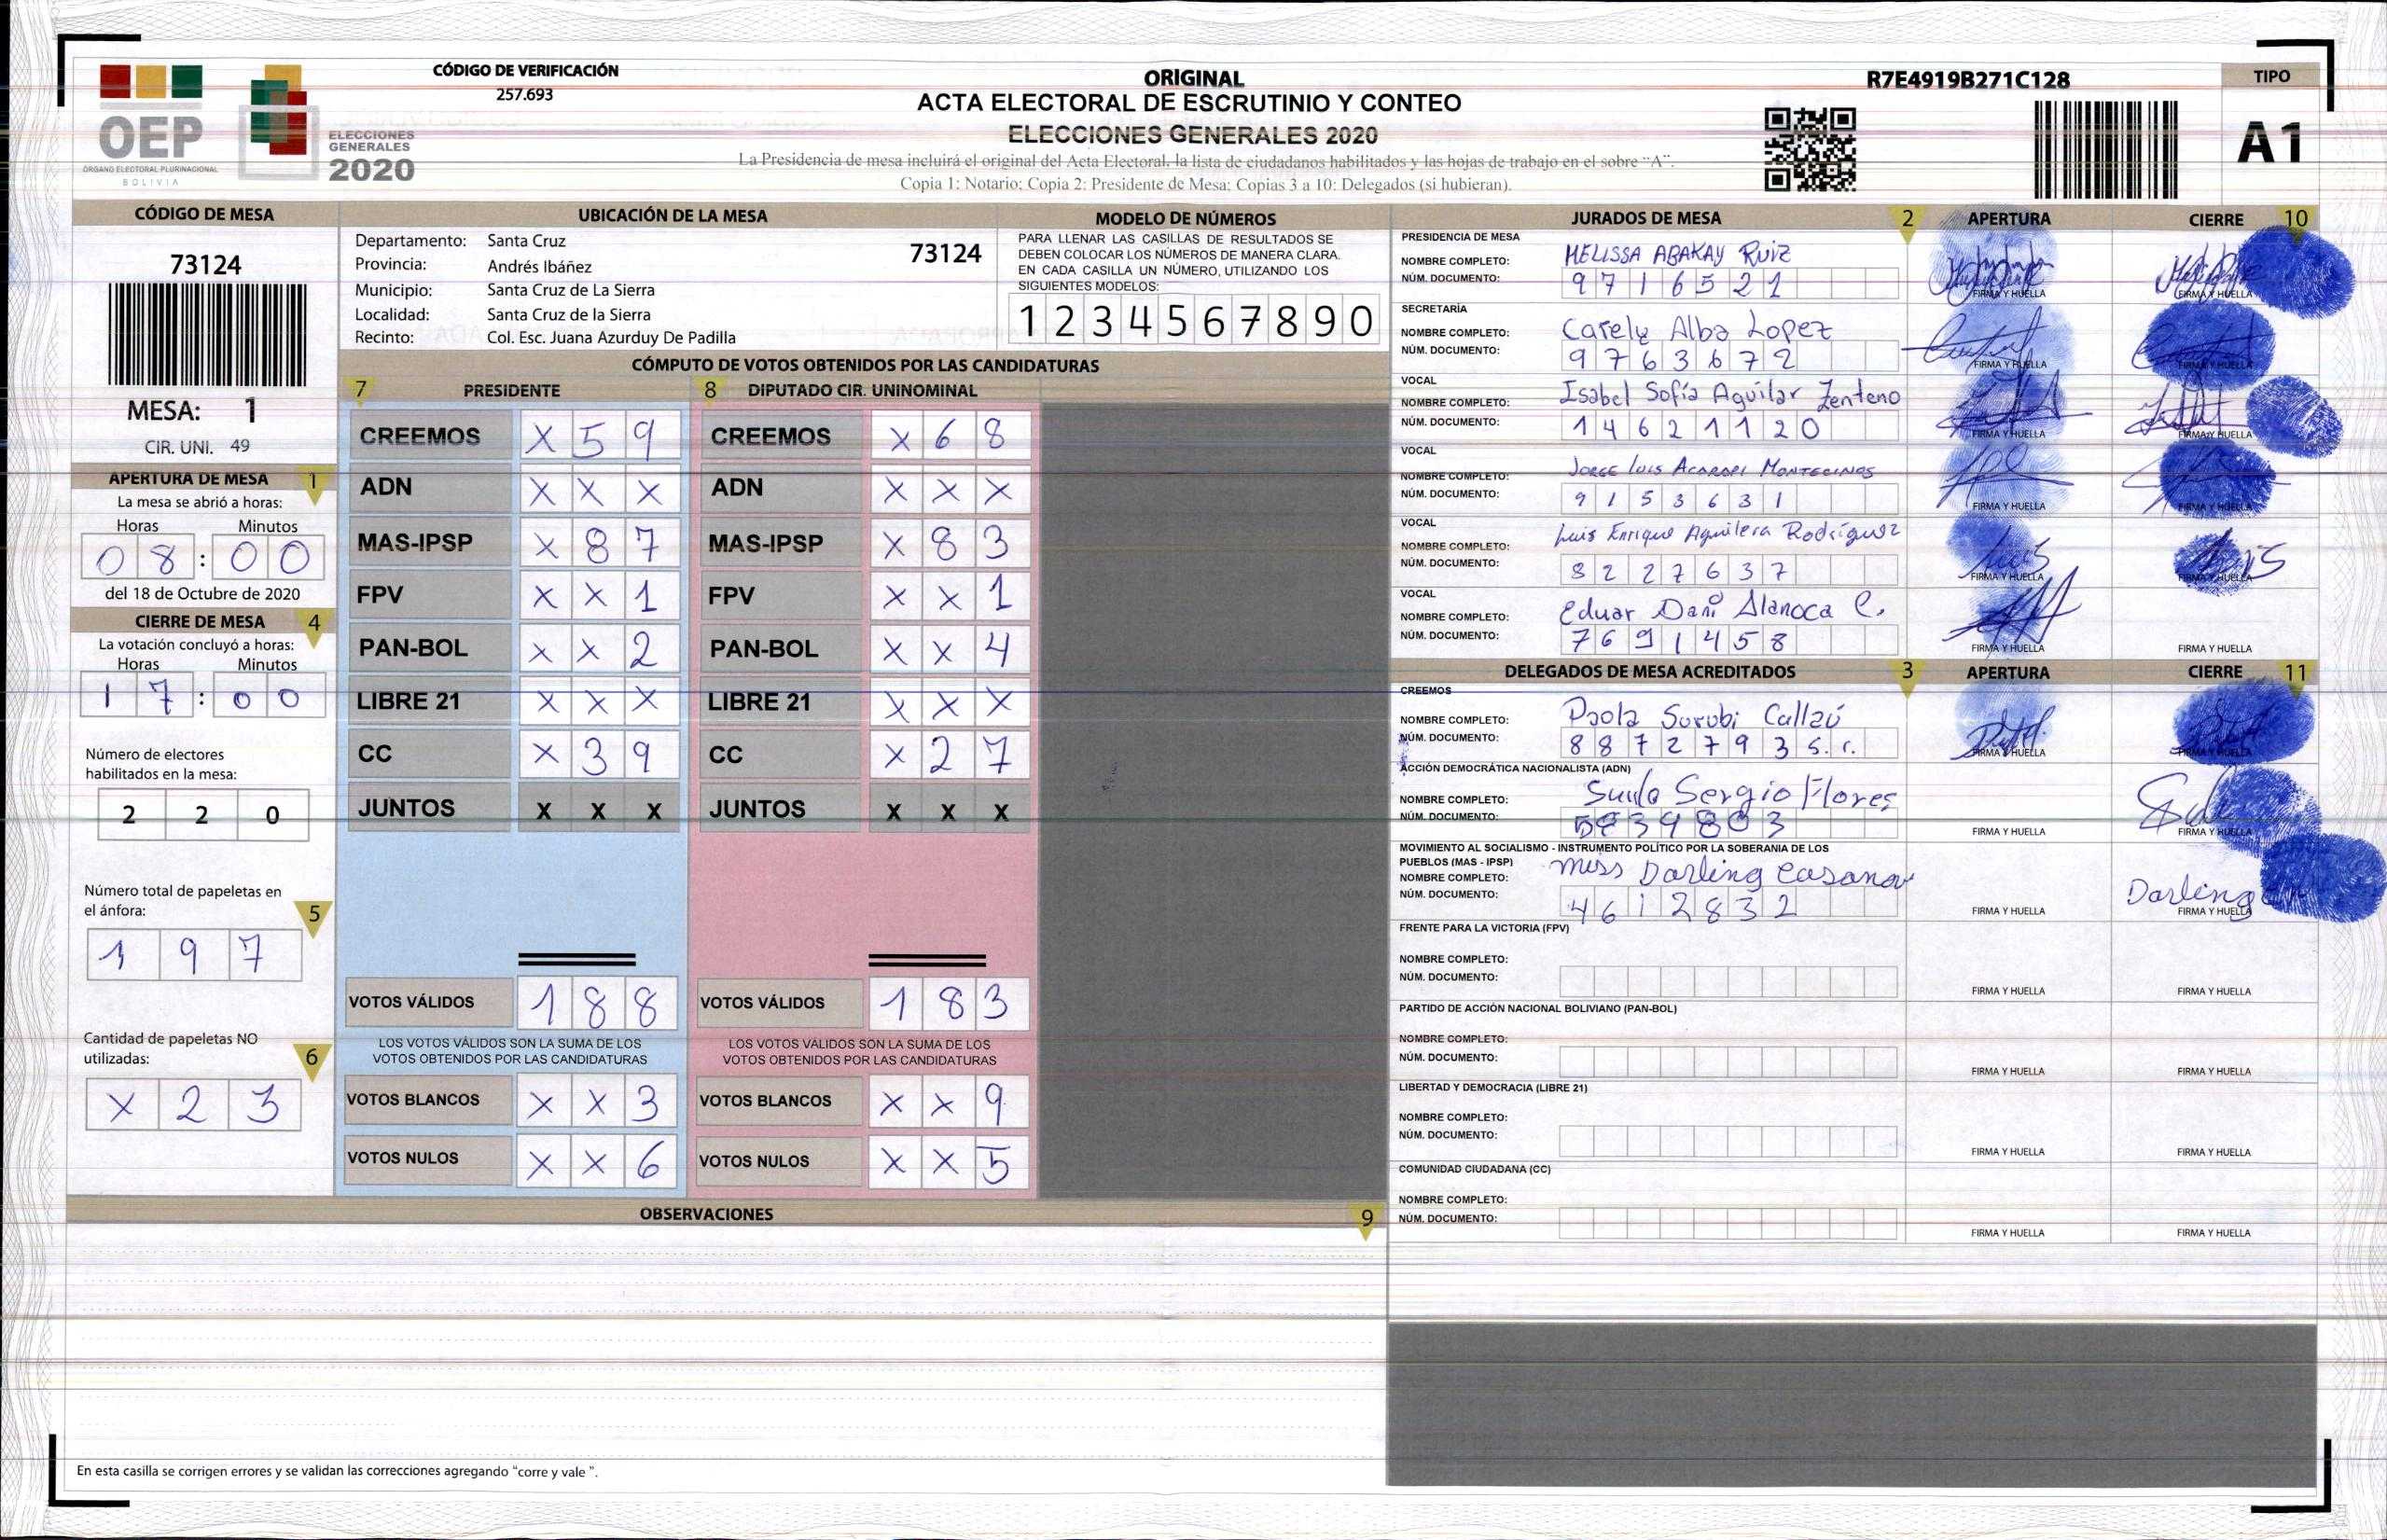 CÓDIGO DE VERIFICACIÓN
257.693
ORIGINAL
ACTA ELECTORAL DE ESCRUTINIO Y CONTEO
ELECCIONES GENERALES 2020
La Presidencia de mesa incluirá el original del Acta Electoral, la lista de ciudadanos habilitados y las hojas de trabajo en el sobre "A".
Copia 1: Notario; Copia 2: Presidente de Mesa; Copias 3 a 10: Delegados (si hubieran).
R7E4919B271C128
TIPO
A1
OEP
ÓRGANO ELECTORAL PLURINACIONAL
BOLIVIA
ELECCIONES
GENERALES
2020
CÓDIGO DE MESA
73124
MESA: 1
CIR. UNI. 49
APERTURA DE MESA 1
La mesa se abrió a horas:
Horas Minutos
08:00
del 18 de Octubre de 2020
CIERRE DE MESA 4
La votación concluyó a horas:
Horas Minutos
17:00
Número de electores
habilitados en la mesa:
2 2 0
Número total de papeletas en
el ánfora: 5
1 9 7
Cantidad de papeletas NO
utilizadas: 6
X 2 3
UBICACIÓN DE LA MESA
Departamento: Santa Cruz 73124
Provincia: Andrés Ibáñez
Municipio: Santa Cruz de La Sierra
Localidad: Santa Cruz de la Sierra
Recinto: Col. Esc. Juana Azurduy De Padilla
MODELO DE NÚMEROS
PARA LLENAR LAS CASILLAS DE RESULTADOS SE
DEBEN COLOCAR LOS NÚMEROS DE MANERA CLARA.
EN CADA CASILLA UN NÚMERO, UTILIZANDO LOS
SIGUIENTES MODELOS:
1 2 3 4 5 6 7 8 9 0
CÓMPUTO DE VOTOS OBTENIDOS POR LAS CANDIDATURAS
7 PRESIDENTE 8 DIPUTADO CIR. UNINOMINAL
CREEMOS X 5 9 CREEMOS X 6 8
ADN X X X ADN X X X
MAS-IPSP X 8 7 MAS-IPSP X 8 3
FPV X X 1 FPV X X 1
PAN-BOL X X 2 PAN-BOL X X 4
LIBRE 21 X X X LIBRE 21 X X X
CC X 3 9 CC X 2 7
JUNTOS X X X JUNTOS X X X
VOTOS VÁLIDOS 1 8 8 VOTOS VÁLIDOS 1 8 3
LOS VOTOS VÁLIDOS SON LA SUMA DE LOS LOS VOTOS VÁLIDOS SON LA SUMA DE LOS
VOTOS OBTENIDOS POR LAS CANDIDATURAS VOTOS OBTENIDOS POR LAS CANDIDATURAS
VOTOS BLANCOS X X 3 VOTOS BLANCOS X X 9
VOTOS NULOS X X 6 VOTOS NULOS X X 5
OBSERVACIONES 9
En esta casilla se corrigen errores y se validan las correcciones agregando "corre y vale ".
JURADOS DE MESA 2 APERTURA CIERRE 10
PRESIDENCIA DE MESA
NOMBRE COMPLETO: MELISSA ABAKAY RUIZ
NÚM. DOCUMENTO: 9716521 FIRMA Y HUELLA FIRMA Y HUELLA
SECRETARÍA
NOMBRE COMPLETO: Carely Alba Lopez
NÚM. DOCUMENTO: 9763672 FIRMA Y HUELLA FIRMA Y HUELLA
VOCAL
NOMBRE COMPLETO: Isabel Sofía Aguilar Zenteno
NÚM. DOCUMENTO: 14621120 FIRMA Y HUELLA FIRMA Y HUELLA
VOCAL
NOMBRE COMPLETO: Jorge Luis Acarapi Montecinos
NÚM. DOCUMENTO: 9153631 FIRMA Y HUELLA FIRMA Y HUELLA
VOCAL
NOMBRE COMPLETO: Luis Enrique Aguilera Rodríguez
NÚM. DOCUMENTO: 8227637 FIRMA Y HUELLA FIRMA Y HUELLA
VOCAL
NOMBRE COMPLETO: Eduar Dani Alanoca C.
NÚM. DOCUMENTO: 7691458 FIRMA Y HUELLA FIRMA Y HUELLA
DELEGADOS DE MESA ACREDITADOS 3 APERTURA CIERRE 11
CREEMOS
NOMBRE COMPLETO: Paola Surubi Callaú
NÚM. DOCUMENTO: 8872793 S. C. FIRMA Y HUELLA FIRMA Y HUELLA
ACCIÓN DEMOCRÁTICA NACIONALISTA (ADN)
NOMBRE COMPLETO: Sergio Flores
NÚM. DOCUMENTO: FIRMA Y HUELLA FIRMA Y HUELLA
MOVIMIENTO AL SOCIALISMO - INSTRUMENTO POLÍTICO POR LA SOBERANIA DE LOS
PUEBLOS (MAS - IPSP)
NOMBRE COMPLETO: Miss Darling Casanov
NÚM. DOCUMENTO: 4612832 FIRMA Y HUELLA Darling FIRMA Y HUELLA
FRENTE PARA LA VICTORIA (FPV)
NOMBRE COMPLETO:
NÚM. DOCUMENTO: FIRMA Y HUELLA FIRMA Y HUELLA
PARTIDO DE ACCIÓN NACIONAL BOLIVIANO (PAN-BOL)
NOMBRE COMPLETO:
NÚM. DOCUMENTO: FIRMA Y HUELLA FIRMA Y HUELLA
LIBERTAD Y DEMOCRACIA (LIBRE 21)
NOMBRE COMPLETO:
NÚM. DOCUMENTO: FIRMA Y HUELLA FIRMA Y HUELLA
COMUNIDAD CIUDADANA (CC)
NOMBRE COMPLETO:
NÚM. DOCUMENTO: FIRMA Y HUELLA FIRMA Y HUELLA